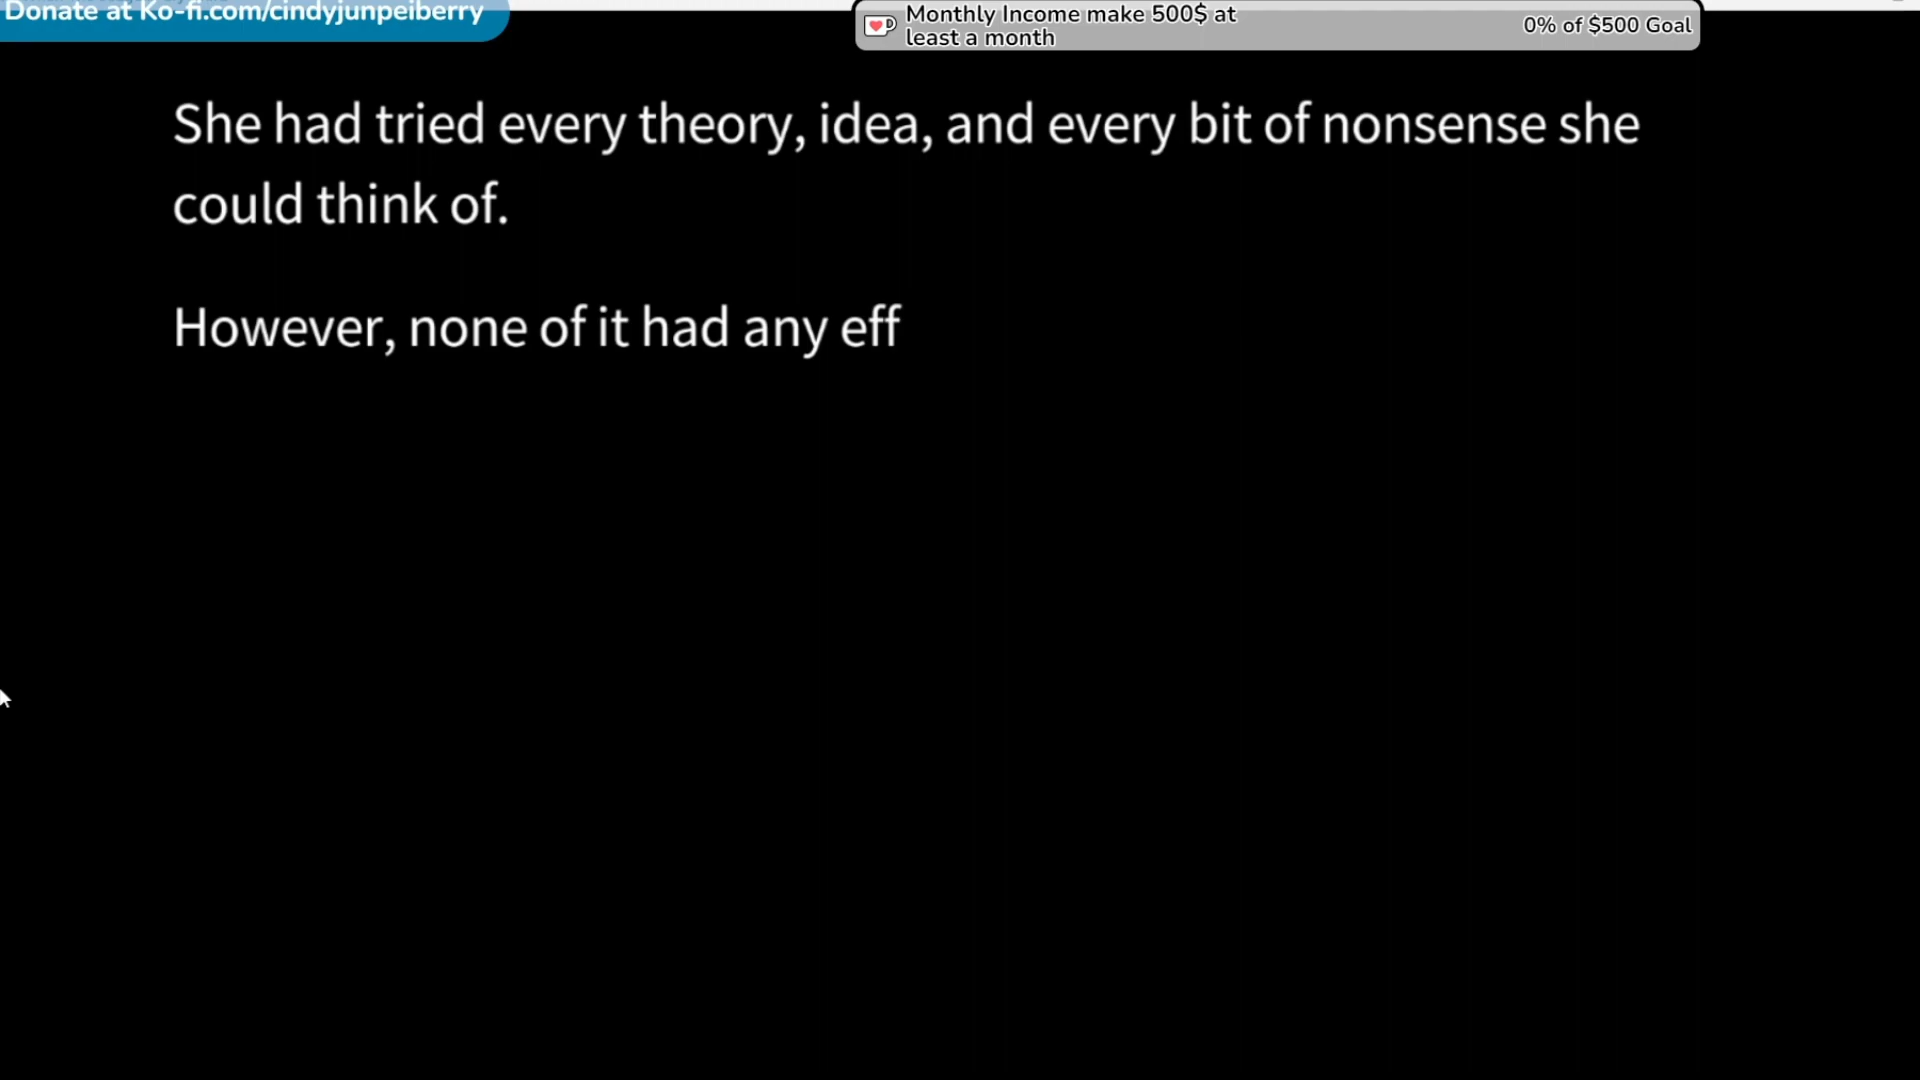 Donate at Ko-fi.com/cindyjunpeiberry
Monthly Income make 500$ at
least a month
0% of $500 Goal
She had tried every theory, idea, and every bit of nonsense she
could think of.
However, none of it had any eff